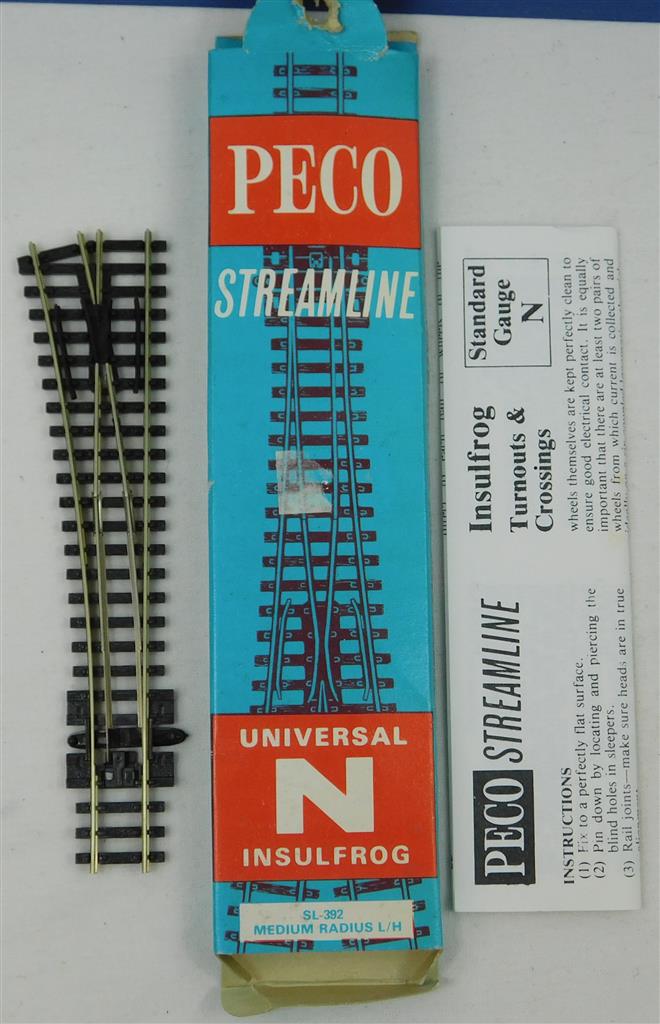 PECO
STREAMLINE
UNIVERSAL
N
INSULFROG
SL-392
MEDIUM RADIUS L/H
PECO STREAMLINE
Insulfrog
Turnouts &
Crossings
Standard
Gauge
N
INSTRUCTIONS
(1) Fix to a perfectly flat surface.
(2) Pin down by locating and piercing the
blind holes in sleepers.
(3) Rail joints—make sure heads are in true
wheels themselves are kept perfectly clean to
ensure good electrical contact. It is equally
important that there are at least two pairs of
wheels from which current is collected and